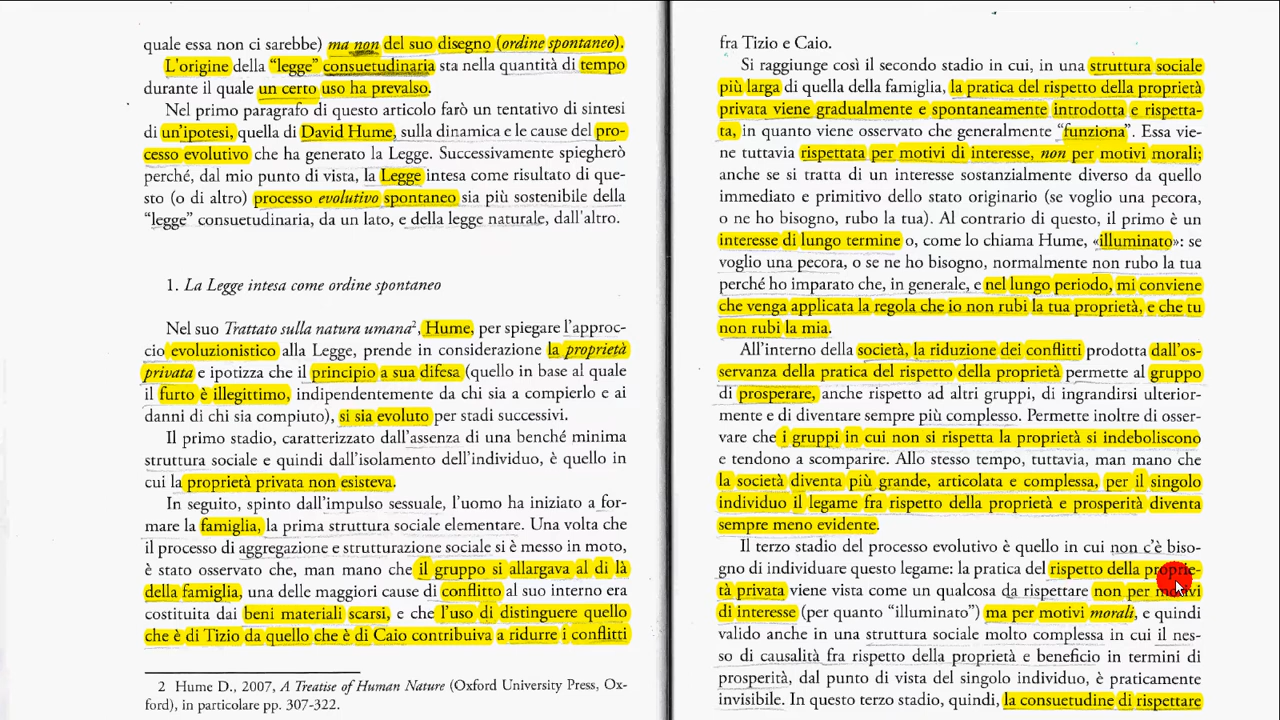 quale essa non ci sarebbe) ma non del suo disegno (ordine spontaneo).
L'origine della "legge" consuetudinaria sta nella quantità di tempo
durante il quale un certo uso ha prevalso.
Nel primo paragrafo di questo articolo farò un tentativo di sintesi
di un'ipotesi, quella di David Hume, sulla dinamica e le cause del pro-
cesso evolutivo che ha generato la Legge. Successivamente spiegherò
perché, dal mio punto di vista, la Legge intesa come risultato di que-
sto (o di altro) processo evolutivo spontaneo sia più sostenibile della
"legge" consuetudinaria, da un lato, e della legge naturale, dall'altro.
1. La Legge intesa come ordine spontaneo
Nel suo Trattato sulla natura umana², Hume, per spiegare l'approc-
cio evoluzionistico alla Legge, prende in considerazione la proprietà
privata e ipotizza che il principio a sua difesa (quello in base al quale
il furto è illegittimo, indipendentemente da chi sia a compierlo e ai
danni di chi sia compiuto), si sia evoluto per stadi successivi.
Il primo stadio, caratterizzato dall'assenza di una benché minima
struttura sociale e quindi dall'isolamento dell'individuo, è quello in
cui la proprietà privata non esisteva.
In seguito, spinto dall'impulso sessuale, l'uomo ha iniziato a for-
mare la famiglia, la prima struttura sociale elementare. Una volta che
il processo di aggregazione e strutturazione sociale si è messo in moto,
è stato osservato che, man mano che il gruppo si allargava al di là
della famiglia, una delle maggiori cause di conflitto al suo interno era
costituita dai beni materiali scarsi, e che l'uso di distinguere quello
che è di Tizio da quello che è di Caio contribuiva a ridurre i conflitti
2 Hume D., 2007, A Treatise of Human Nature (Oxford University Press, Ox-
ford), in particolare pp. 307-322.
fra Tizio e Caio.
Si raggiunge così il secondo stadio in cui, in una struttura sociale
più larga di quella della famiglia, la pratica del rispetto della proprietà
privata viene gradualmente e spontaneamente introdotta e rispetta-
ta, in quanto viene osservato che generalmente "funziona". Essa vie-
ne tuttavia rispettata per motivi di interesse, non per motivi morali;
anche se si tratta di un interesse sostanzialmente diverso da quello
immediato e primitivo dello stato originario (se voglio una pecora,
o ne ho bisogno, rubo la tua). Al contrario di questo, il primo è un
interesse di lungo termine o, come lo chiama Hume, «illuminato»: se
voglio una pecora, o se ne ho bisogno, normalmente non rubo la tua
perché ho imparato che, in generale, e nel lungo periodo, mi conviene
che venga applicata la regola che io non rubi la tua proprietà, e che tu
non rubi la mia.
All'interno della società, la riduzione dei conflitti prodotta dall'os-
servanza della pratica del rispetto della proprietà permette al gruppo
di prosperare, anche rispetto ad altri gruppi, di ingrandirsi ulterior-
mente e di diventare sempre più complesso. Permette inoltre di osser-
vare che i gruppi in cui non si rispetta la proprietà si indeboliscono
e tendono a scomparire. Allo stesso tempo, tuttavia, man mano che
la società diventa più grande, articolata e complessa, per il singolo
individuo il legame fra rispetto della proprietà e prosperità diventa
sempre meno evidente.
Il terzo stadio del processo evolutivo è quello in cui non c'è biso-
gno di individuare questo legame: la pratica del rispetto della proprie-
tà privata viene vista come un qualcosa da rispettare non per motivi
di interesse (per quanto "illuminato") ma per motivi morali, e quindi
valido anche in una struttura sociale molto complessa in cui il nes-
so di causalità fra rispetto della proprietà e beneficio in termini di
prosperità, dal punto di vista del singolo individuo, è praticamente
invisibile. In questo terzo stadio, quindi, la consuetudine di rispettare